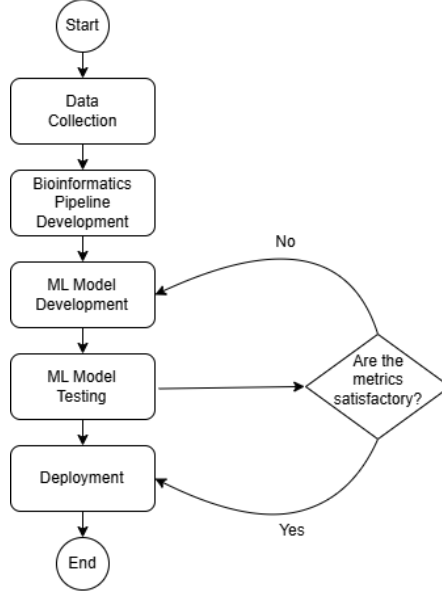 Start
Data
Collection
Bioinformatics
Pipeline
Development
ML Model
Development
ML Model
Testing
Deployment
End
No
Are the
metrics
satisfactory?
Yes